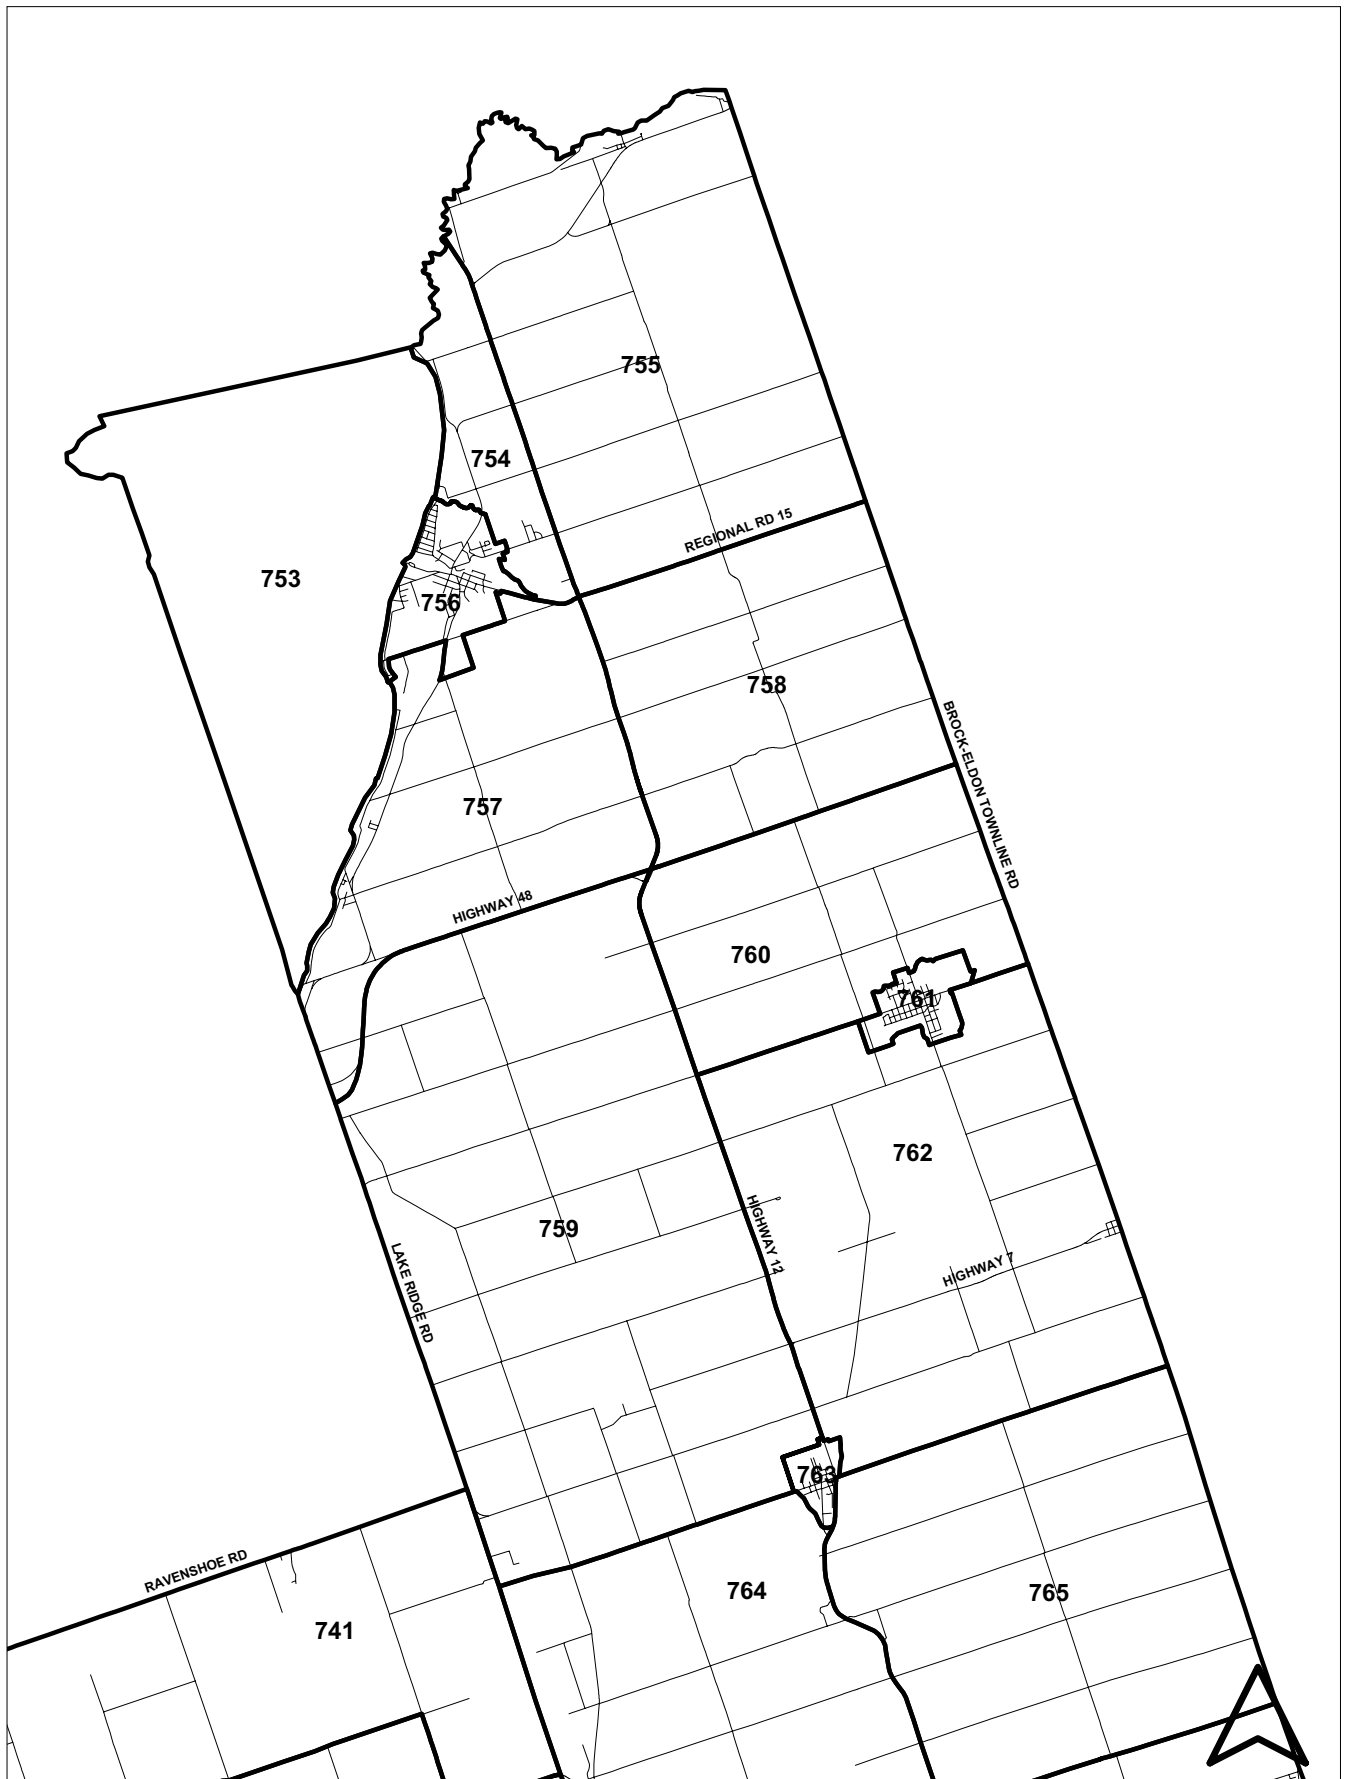 755
754
REGIONAL RD 15
753
756
758
BROCK-ELDON TOWNLINE RD
757
HIGHWAY 48
760
761
762
HIGHWAY 12
759
HIGHWAY 7
LAKE RIDGE RD
763
RAVENSHOE RD
764
765
741